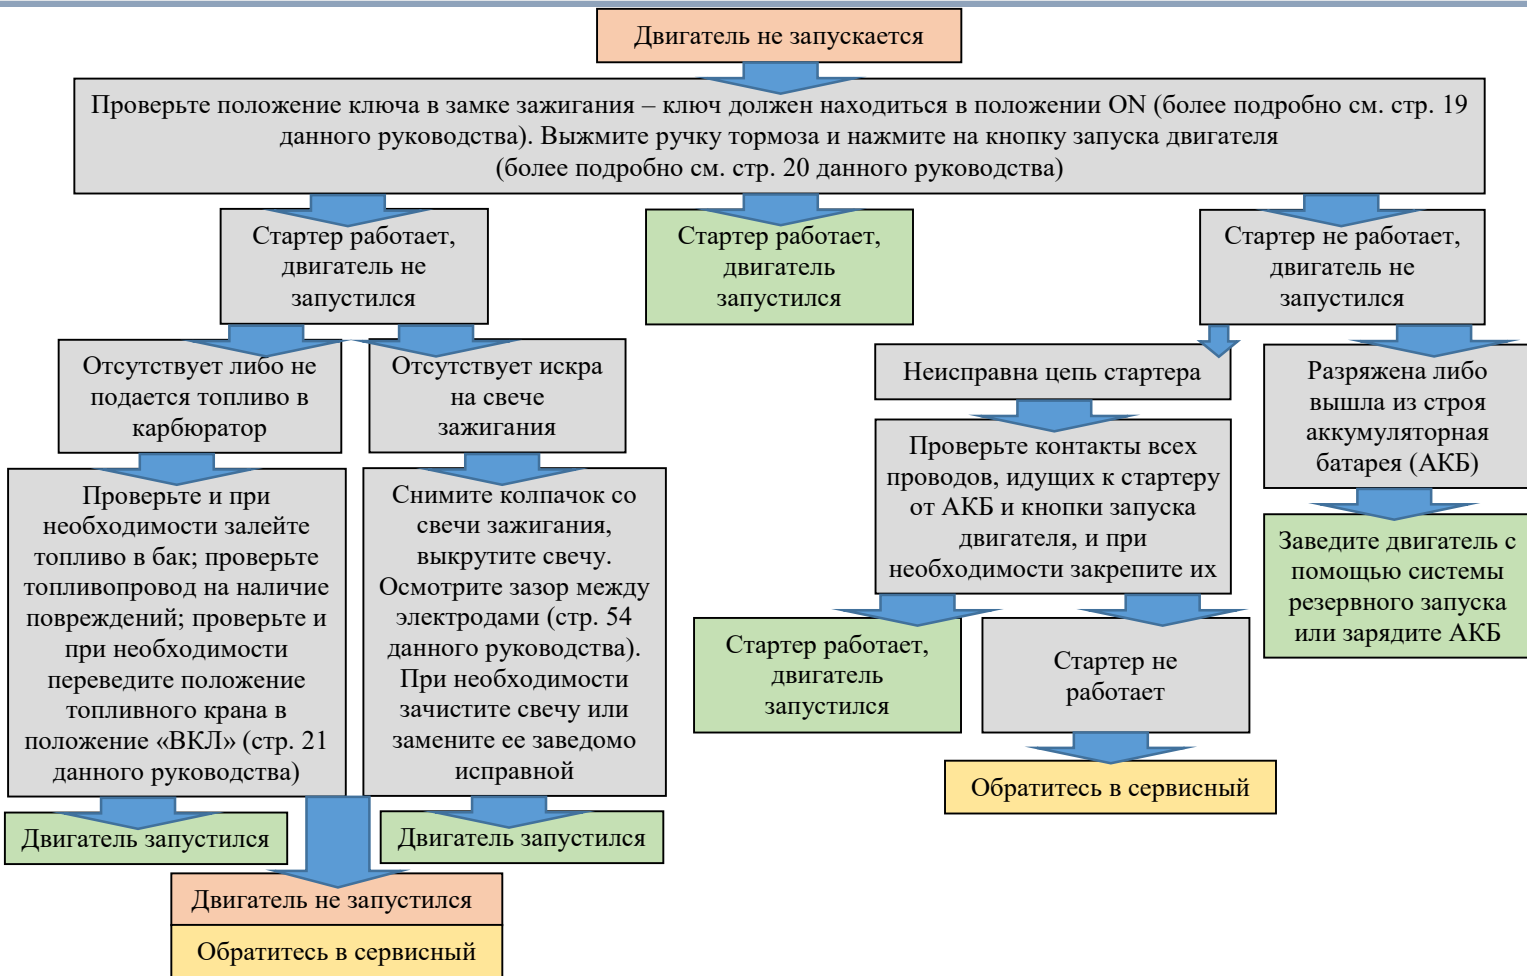 Двигатель не запускается
Проверьте положение ключа в замке зажигания – ключ должен находиться в положении ON (более подробно см. стр. 19
данного руководства). Выжмите ручку тормоза и нажмите на кнопку запуска двигателя
(более подробно см. стр. 20 данного руководства)
Стартер работает,
двигатель не
запустился
Стартер работает,
двигатель
запустился
Стартер не работает,
двигатель не
запустился
Отсутствует либо не
подается топливо в
карбюратор
Отсутствует искра
на свече
зажигания
Неисправна цепь стартера
Разряжена либо
вышла из строя
аккумуляторная
батарея (АКБ)
Проверьте и при
необходимости залейте
топливо в бак; проверьте
топливопровод на наличие
повреждений; проверьте и
при необходимости
переведите положение
топливного крана в
положение «ВКЛ» (стр. 21
данного руководства)
Снимите колпачок со
свечи зажигания,
выкрутите свечу.
Осмотрите зазор между
электродами (стр. 54
данного руководства).
При необходимости
зачистите свечу или
замените ее заведомо
исправной
Проверьте контакты всех
проводов, идущих к стартеру
от АКБ и кнопки запуска
двигателя, и при
необходимости закрепите их
Заведите двигатель с
помощью системы
резервного запуска
или зарядите АКБ
Стартер работает,
двигатель
запустился
Стартер не
работает
Обратитесь в сервисный
Двигатель запустился
Двигатель запустился
Двигатель не запустился
Обратитесь в сервисный